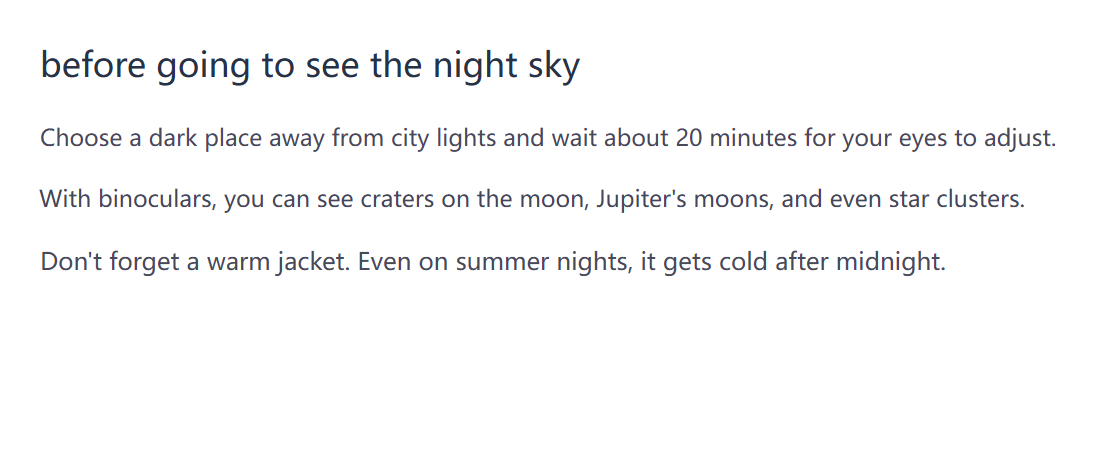 before going to see the night sky
Choose a dark place away from city lights and wait about 20 minutes for your eyes to adjust.
With binoculars, you can see craters on the moon, Jupiter's moons, and even star clusters.
Don't forget a warm jacket. Even on summer nights, it gets cold after midnight.